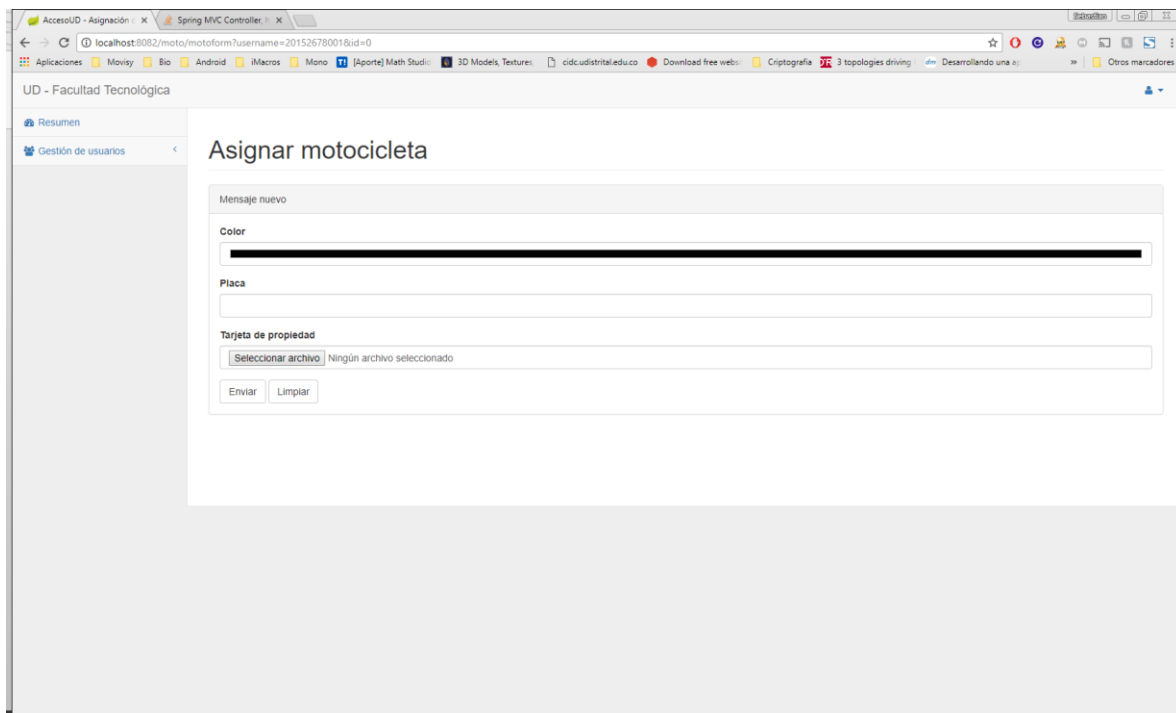 AccesoUD - Asignación Spring MVC Controller, Sebastian
localhost:8082/moto/motoform?username=20152678001&id=0
Aplicaciones Movisy Bio Android iMacros Mono [Aporte] Math Studio 3D Models, Textures, cidc.udistrital.edu.co Download free webs Criptografia 3 topologies driving Desarrollando una a » Otros marcadores
UD - Facultad Tecnológica
Resumen
Gestión de usuarios
Asignar motocicleta
Mensaje nuevo
Color
Placa
Tarjeta de propiedad
Seleccionar archivo Ningún archivo seleccionado
Enviar Limpiar